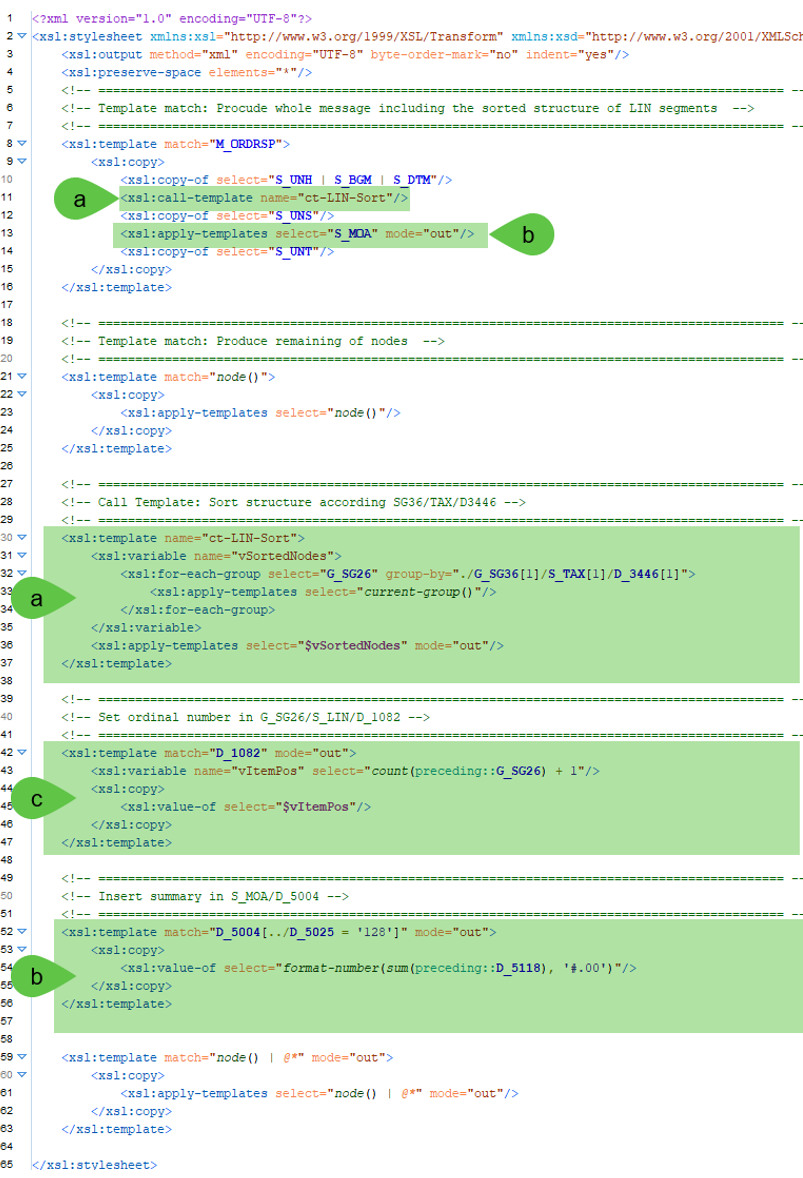 1 <?xml version="1.0" encoding="UTF-8"?>
2 <xsl:stylesheet xmlns:xsl="http://www.w3.org/1999/XSL/Transform" xmlns:xsd="http://www.w3.org/2001/XMLSch
3 <xsl:output method="xml" encoding="UTF-8" byte-order-mark="no" indent="yes"/>
4 <xsl:preserve-space elements="*"/>
5 <!-- ============================================================================================ --
6 <!-- Template match: Procude whole message including the sorted structure of LIN segments -->
7 <!-- ============================================================================================ --
8 <xsl:template match="M_ORDRSP">
9 <xsl:copy>
10 <xsl:copy-of select="S_UNH | S_BGM | S_DTM"/>
a 11 <xsl:call-template name="ct-LIN-Sort"/>
12 <xsl:copy-of select="S_UNS"/>
13 <xsl:apply-templates select="S_MOA" mode="out"/> b
14 <xsl:copy-of select="S_UNT"/>
15 </xsl:copy>
16 </xsl:template>
17
18 <!-- ============================================================================================ --
19 <!-- Template match: Produce remaining of nodes -->
20 <!-- ============================================================================================ --
21 <xsl:template match="node()">
22 <xsl:copy>
23 <xsl:apply-templates select="node()"/>
24 </xsl:copy>
25 </xsl:template>
26
27 <!-- ============================================================================================ --
28 <!-- Call Template: Sort structure according SG36/TAX/D3446 -->
29 <!-- ============================================================================================ --
30 <xsl:template name="ct-LIN-Sort">
31 <xsl:variable name="vSortedNodes">
32 <xsl:for-each-group select="G_SG26" group-by="./G_SG36[1]/S_TAX[1]/D_3446[1]">
a 33 <xsl:apply-templates select="current-group()"/>
34 </xsl:for-each-group>
35 </xsl:variable>
36 <xsl:apply-templates select="$vSortedNodes" mode="out"/>
37 </xsl:template>
38
39 <!-- ============================================================================================ --
40 <!-- Set ordinal number in G_SG26/S_LIN/D_1082 -->
41 <!-- ============================================================================================ --
42 <xsl:template match="D_1082" mode="out">
43 <xsl:variable name="vItemPos" select="count(preceding::G_SG26) + 1"/>
44 <xsl:copy>
c 45 <xsl:value-of select="$vItemPos"/>
46 </xsl:copy>
47 </xsl:template>
48
49 <!-- ============================================================================================ --
50 <!-- Insert summary in S_MOA/D_5004 -->
51 <!-- ============================================================================================ --
52 <xsl:template match="D_5004[../D_5025 = '128']" mode="out">
53 <xsl:copy>
b 54 <xsl:value-of select="format-number(sum(preceding::D_5118), '#.00')"/>
55 </xsl:copy>
56 </xsl:template>
57
58
59 <xsl:template match="node() | @*" mode="out">
60 <xsl:copy>
61 <xsl:apply-templates select="node() | @*" mode="out"/>
62 </xsl:copy>
63 </xsl:template>
64
65 </xsl:stylesheet>